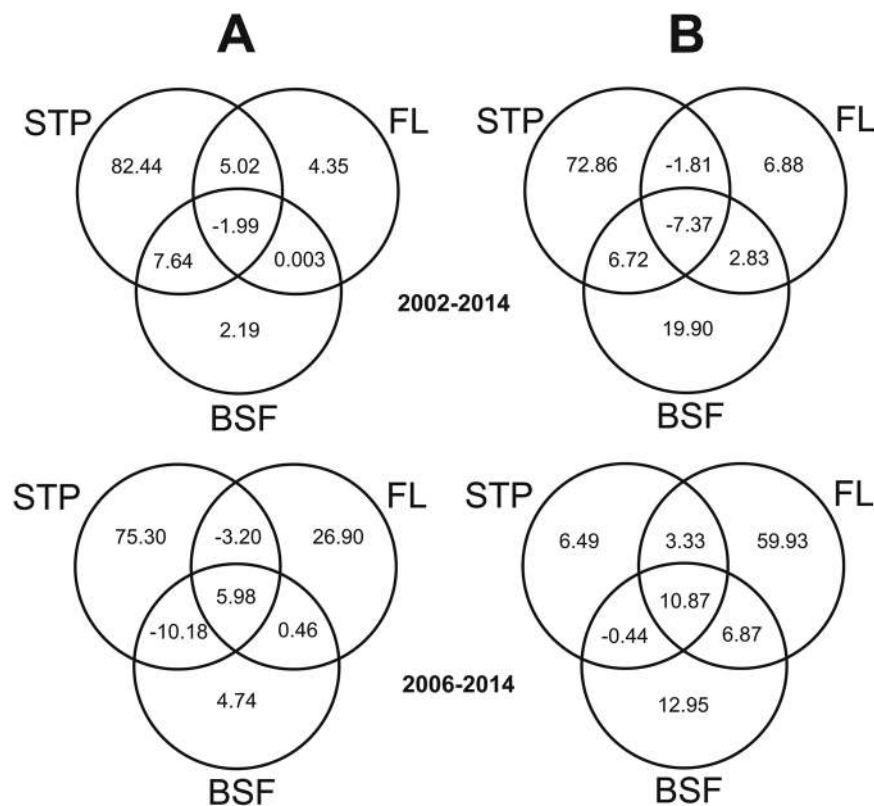 A B
STP FL STP FL
82.44 5.02 4.35 72.86 -1.81 6.88
-1.99 -7.37
7.64 0.003 6.72 2.83
2002-2014
2.19 19.90
BSF BSF
STP FL STP FL
75.30 -3.20 26.90 6.49 3.33 59.93
5.98 10.87
-10.18 0.46 -0.44 6.87
2006-2014
4.74 12.95
BSF BSF